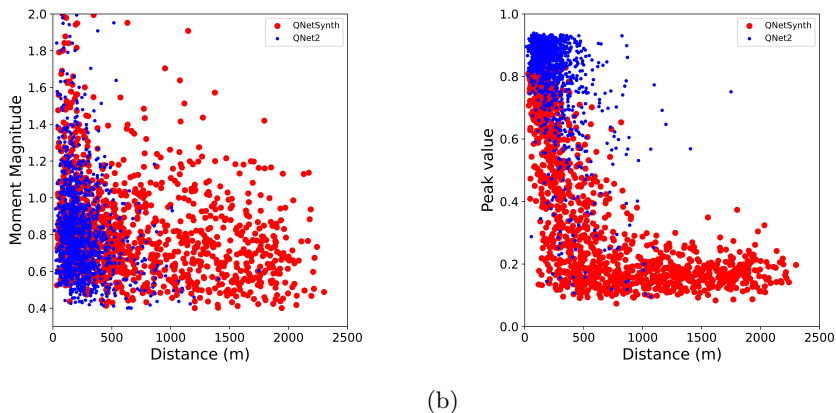 2.0
1.8
1.6
1.4
1.2
1.0
0.8
0.6
0.4
Moment Magnitude
QNetSynth
QNet2
0 500 1000 1500 2000 2500
Distance (m)
1.0
0.8
0.6
0.4
0.2
0.0
Peak value
QNetSynth
QNet2
0 500 1000 1500 2000 2500
Distance (m)
(b)